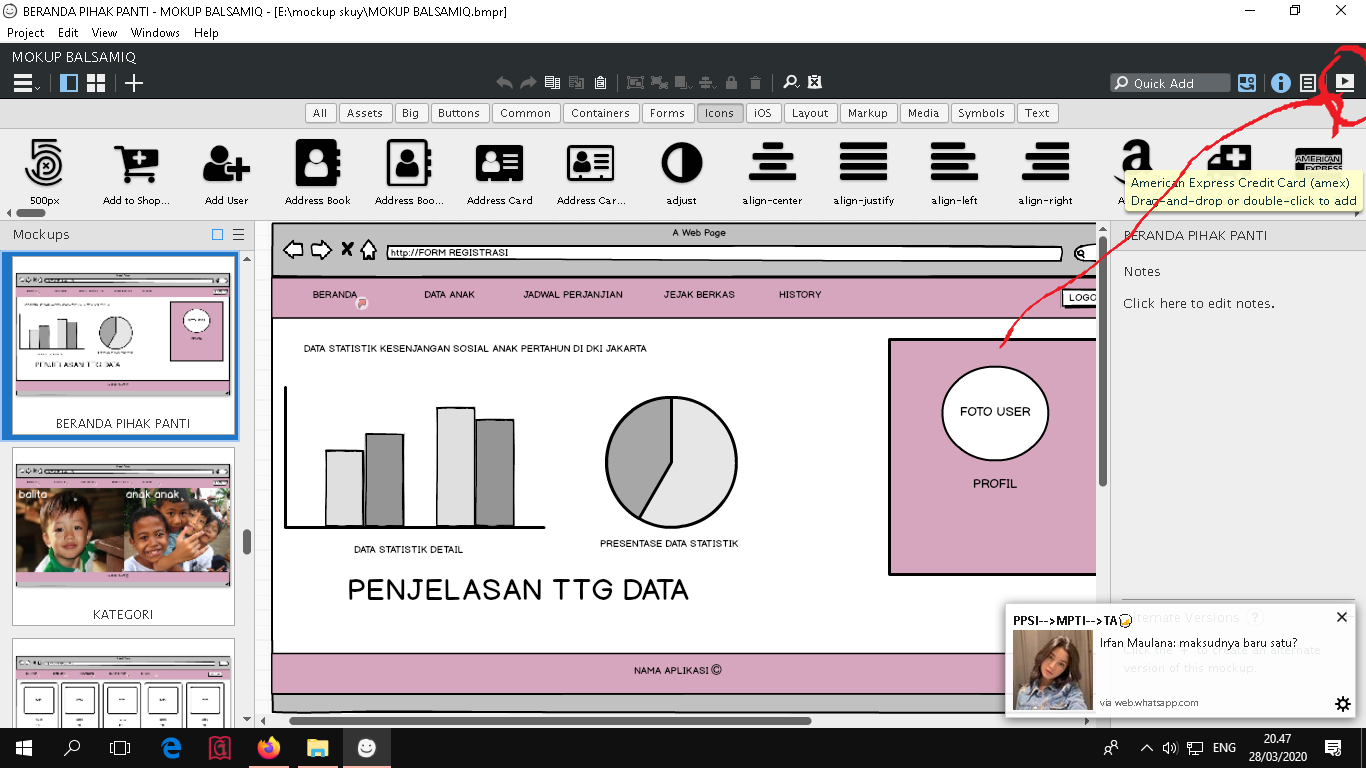 BERANDA PIHAK PANTI - MOKUP BALSAMIQ - [E:\mockup skuy\MOKUP BALSAMIQ.bmpr]
Project Edit View Windows Help
MOKUP BALSAMIQ
Quick Add
All Assets Big Buttons Common Containers Forms Icons iOS Layout Markup Media Symbols Text
AMERICAN EXPRESS
500px Add to Shop... Add User Address Book Address Boo... Address Card Address Car... adjust align-center align-justify align-left align-right
American Express Credit Card (amex)
Drag-and-drop or double-click to add
Mockups
BERANDA PIHAK PANTI
PENJELASAN TTG DATA
BERANDA PIHAK PANTI
balita anak anak
KATEGORI
A Web Page
http://FORM REGISTRASI
BERANDA DATA ANAK JADWAL PERJANJIAN JEJAK BERKAS HISTORY LOGO
DATA STATISTIK KESENJANGAN SOSIAL ANAK PERTAHUN DI DKI JAKARTA
FOTO USER
PROFIL
DATA STATISTIK DETAIL
PRESENTASE DATA STATISTIK
PENJELASAN TTG DATA
NAMA APLIKASI ©
Notes
Click here to edit notes.
Alternate Versions ?
version of this mockup.
PPSI-->MPTI-->TA
Irfan Maulana: maksudnya baru satu?
via web.whatsapp.com
ENG
20.47
28/03/2020